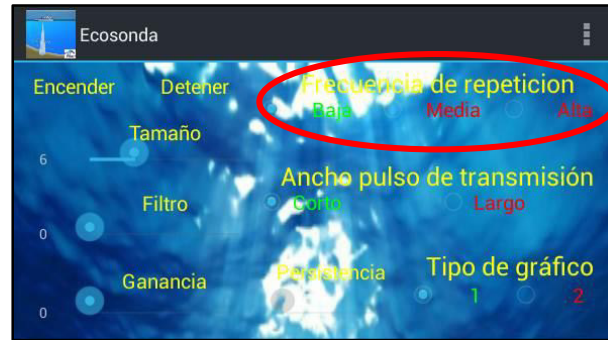 Ecosonda
Encender Detener Frecuencia de repeticion
Baja Media Alta
Tamaño
6
Ancho pulso de transmisión
Filtro Corto Largo
0
Ganancia Persistencia Tipo de gráfico
0 1 2